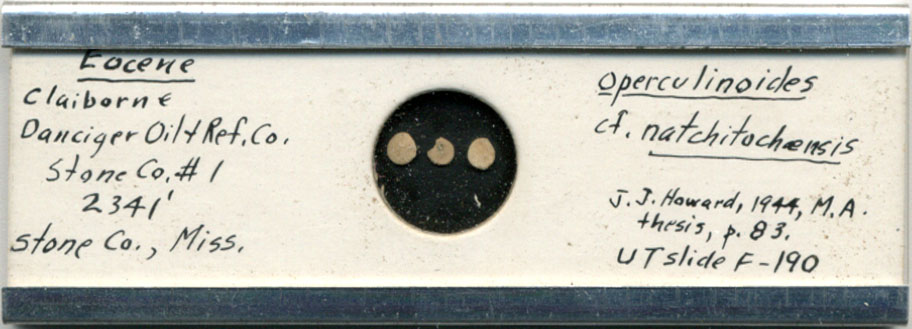 Eocene
Claiborne
Danciger Oil & Ref. Co.
Stone Co. # 1
2341'
Stone Co., Miss.
Operculinoides
cf. natchitochensis
J. J. Howard, 1944, M.A.
thesis, p. 83.
UT slide F-190